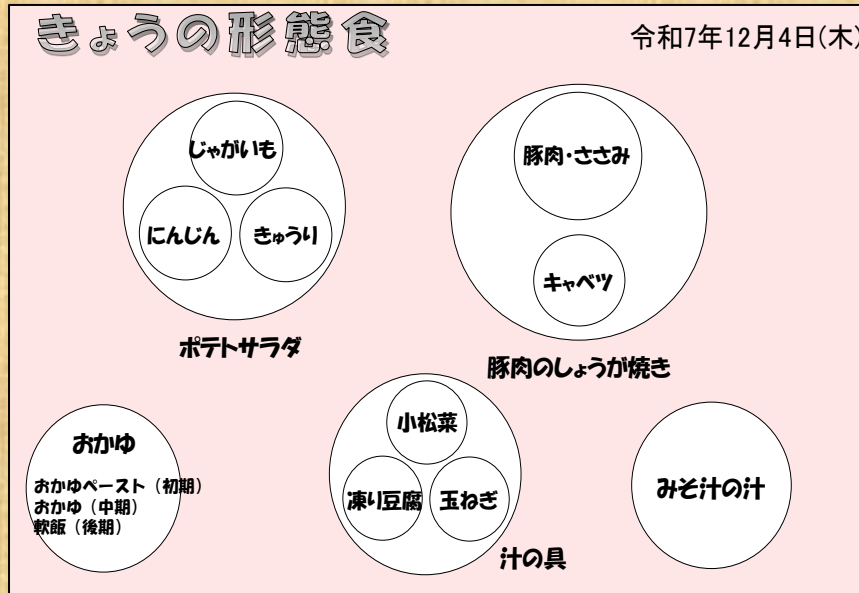 きょうの形態食
令和7年12月4日(木)
じゃがいも
にんじん
きゅうり
ポテトサラダ
豚肉・ささみ
キャベツ
豚肉のしょうが焼き
おかゆ
おかゆペースト（初期）
おかゆ（中期）
軟飯（後期）
小松菜
凍り豆腐
玉ねぎ
汁の具
みそ汁の汁